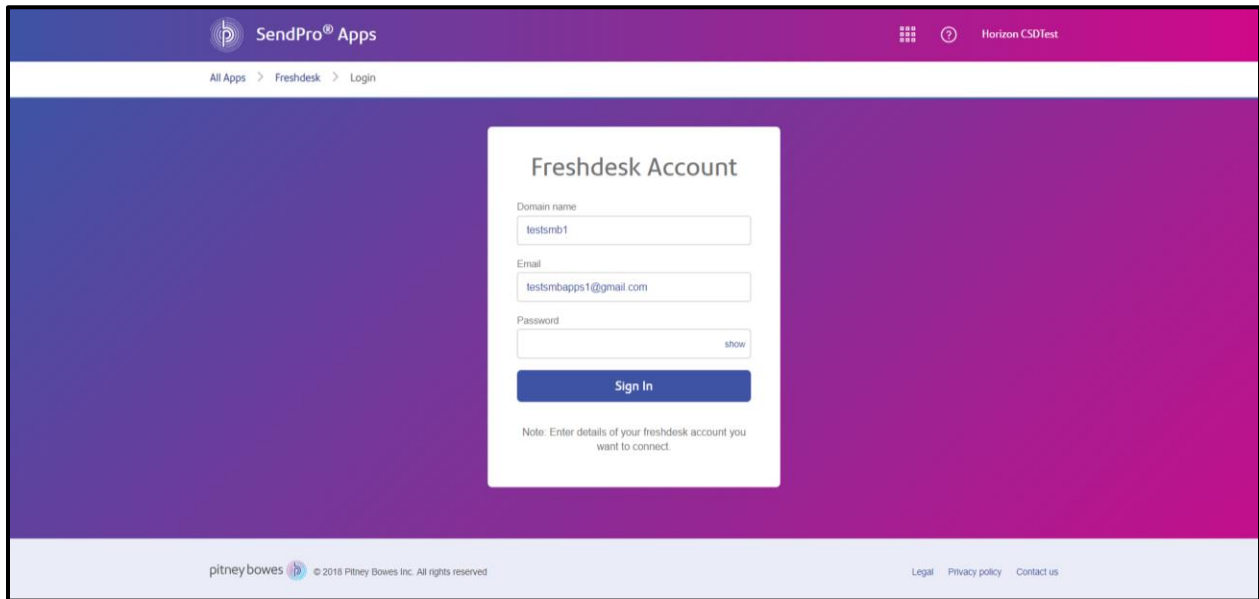 SendPro® Apps
Horizon CSDTest
All Apps > Freshdesk > Login
Freshdesk Account
Domain name
testsmb1
Email
testsmbapps1@gmail.com
Password
show
Sign In
Note: Enter details of your freshdesk account you
want to connect.
pitney bowes © 2018 Pitney Bowes Inc. All rights reserved
Legal Privacy policy Contact us